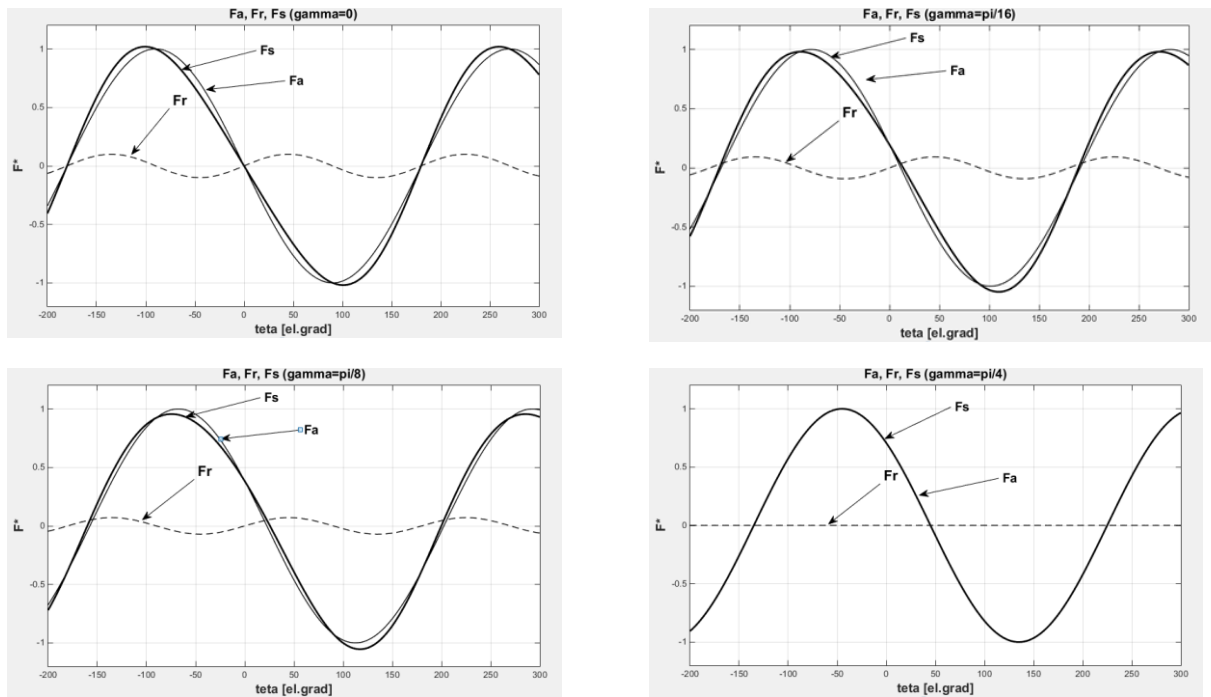 Fa, Fr, Fs (gamma=0)
1
0.5
0
-0.5
-1
F*
Fs
Fa
Fr
-200 -150 -100 -50 0 50 100 150 200 250 300
teta [el.grad]
Fa, Fr, Fs (gamma=pi/16)
1
0.5
0
-0.5
-1
F*
Fs
Fa
Fr
-200 -150 -100 -50 0 50 100 150 200 250 300
teta [el.grad]
Fa, Fr, Fs (gamma=pi/8)
1
0.5
0
-0.5
-1
F*
Fs
Fa
Fr
-200 -150 -100 -50 0 50 100 150 200 250 300
teta [el.grad]
Fa, Fr, Fs (gamma=pi/4)
1
0.5
0
-0.5
-1
F*
Fs
Fr
Fa
-200 -150 -100 -50 0 50 100 150 200 250 300
teta [el.grad]